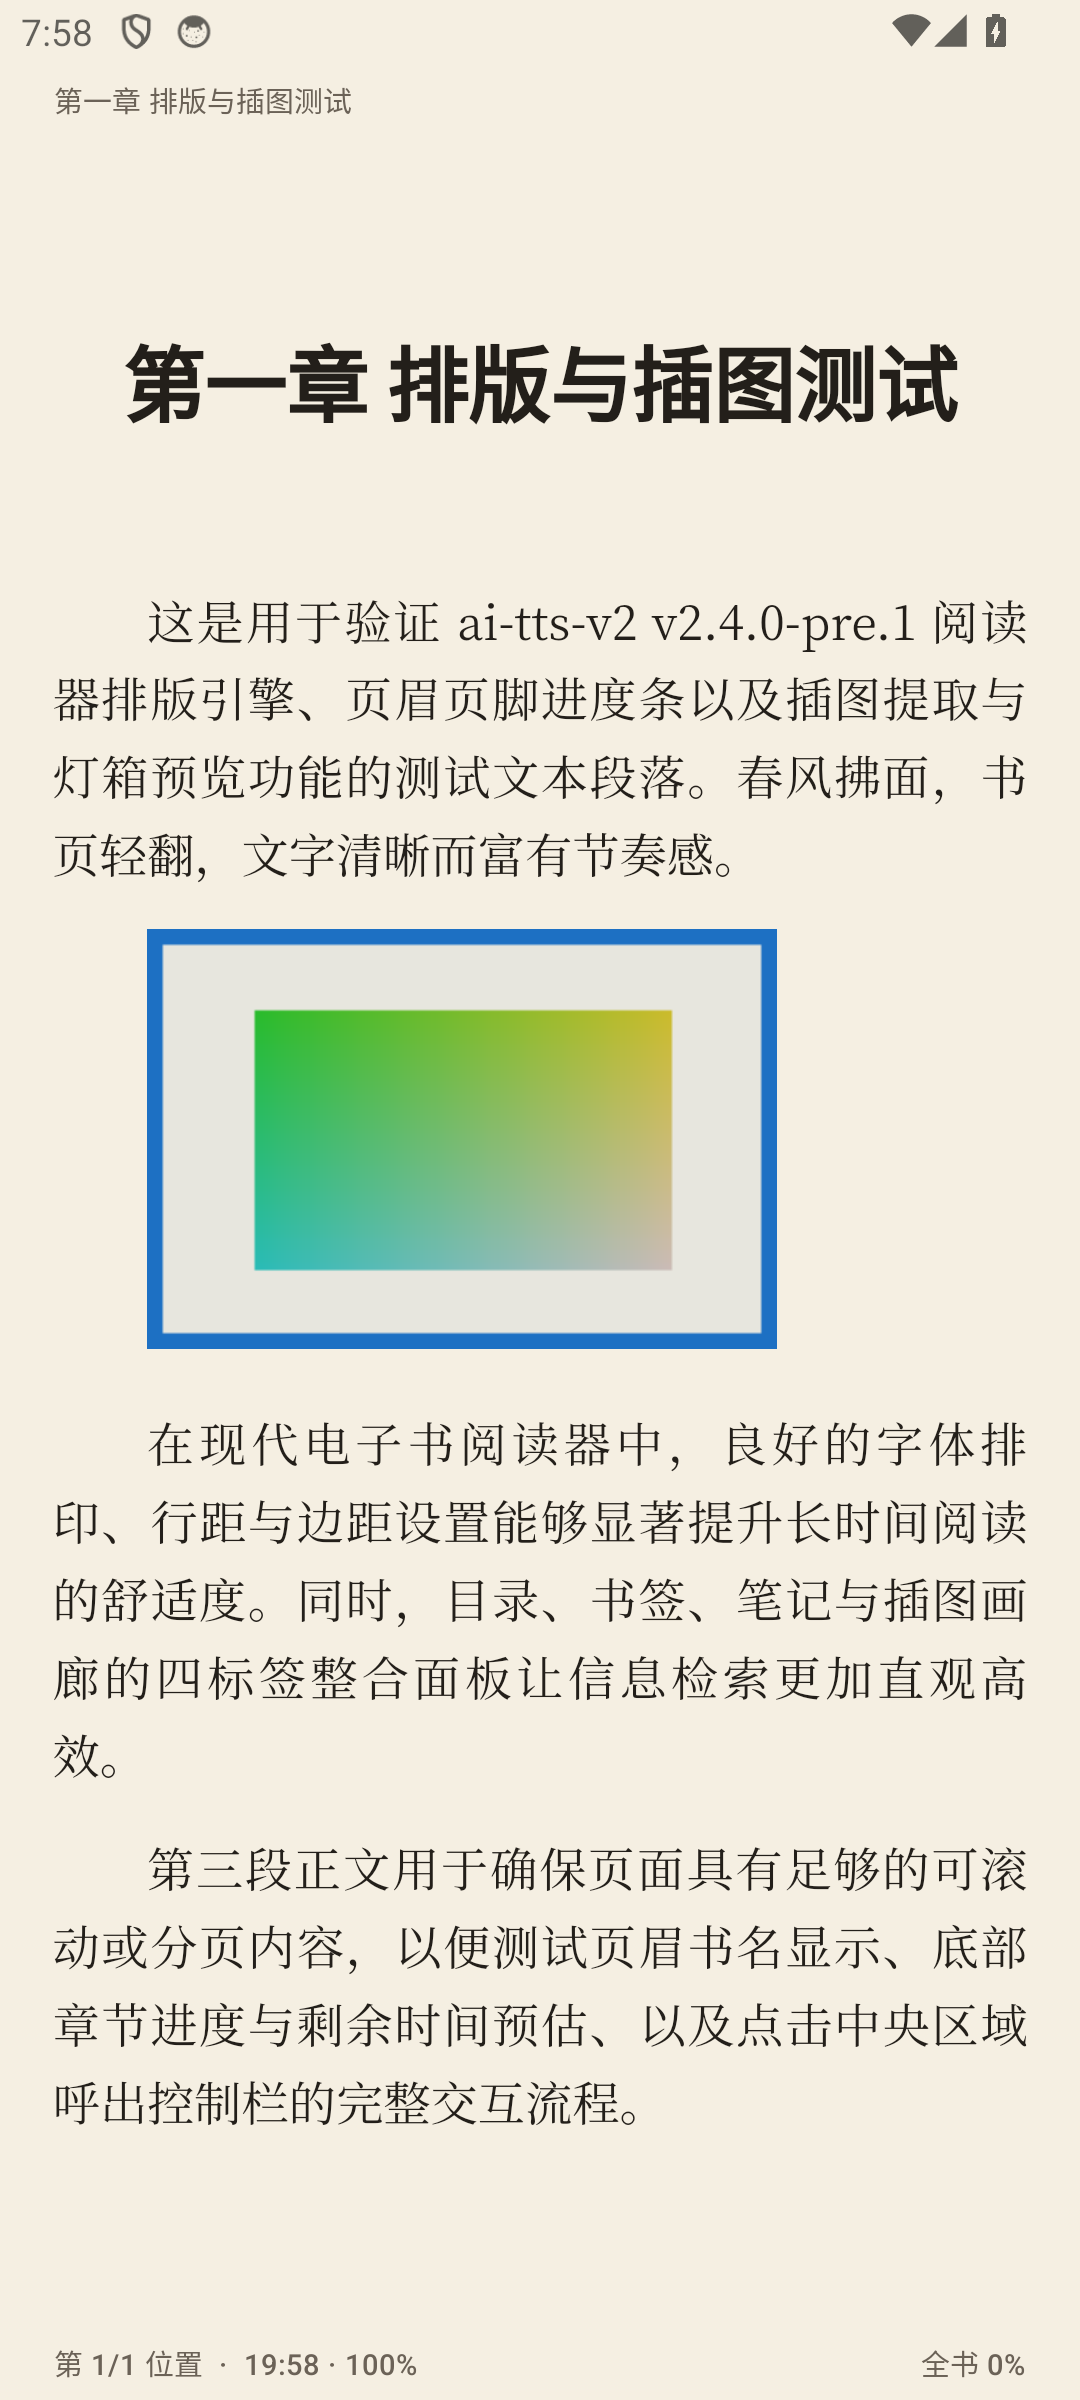 7:58
第一章 排版与插图测试
第一章 排版与插图测试
这是用于验证 ai-tts-v2 v2.4.0-pre.1 阅读
器排版引擎、页眉页脚进度条以及插图提取与
灯箱预览功能的测试文本段落。春风拂面，书
页轻翻，文字清晰而富有节奏感。
在现代电子书阅读器中，良好的字体排
印、行距与边距设置能够显著提升长时间阅读
的舒适度。同时，目录、书签、笔记与插图画
廊的四标签整合面板让信息检索更加直观高
效。
第三段正文用于确保页面具有足够的可滚
动或分页内容，以便测试页眉书名显示、底部
章节进度与剩余时间预估、以及点击中央区域
呼出控制栏的完整交互流程。
第 1/1 位置 · 19:58 · 100%
全书 0%